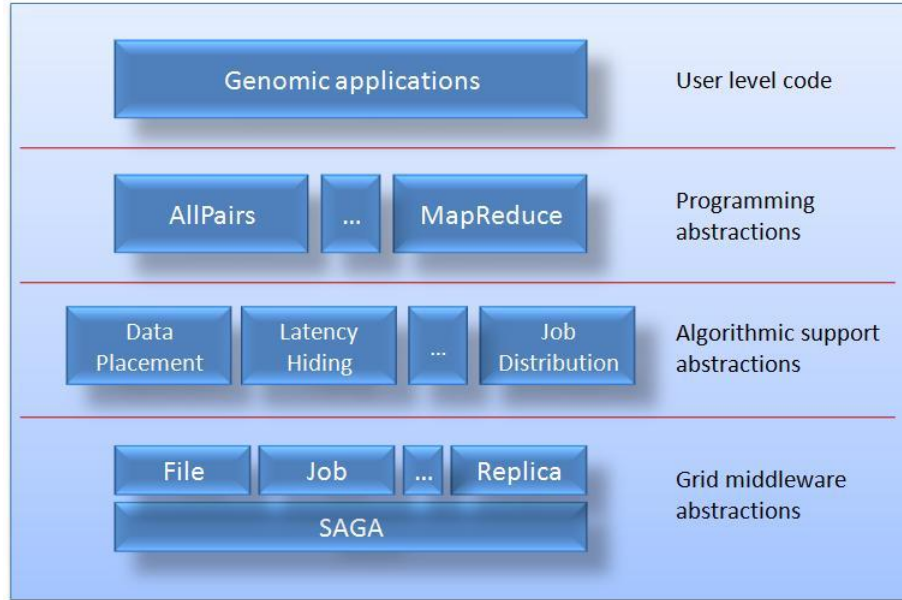 Genomic applications
User level code
AllPairs
...
MapReduce
Programming
abstractions
Data
Placement
Latency
Hiding
...
Job
Distribution
Algorithmic support
abstractions
File
Job
...
Replica
SAGA
Grid middleware
abstractions